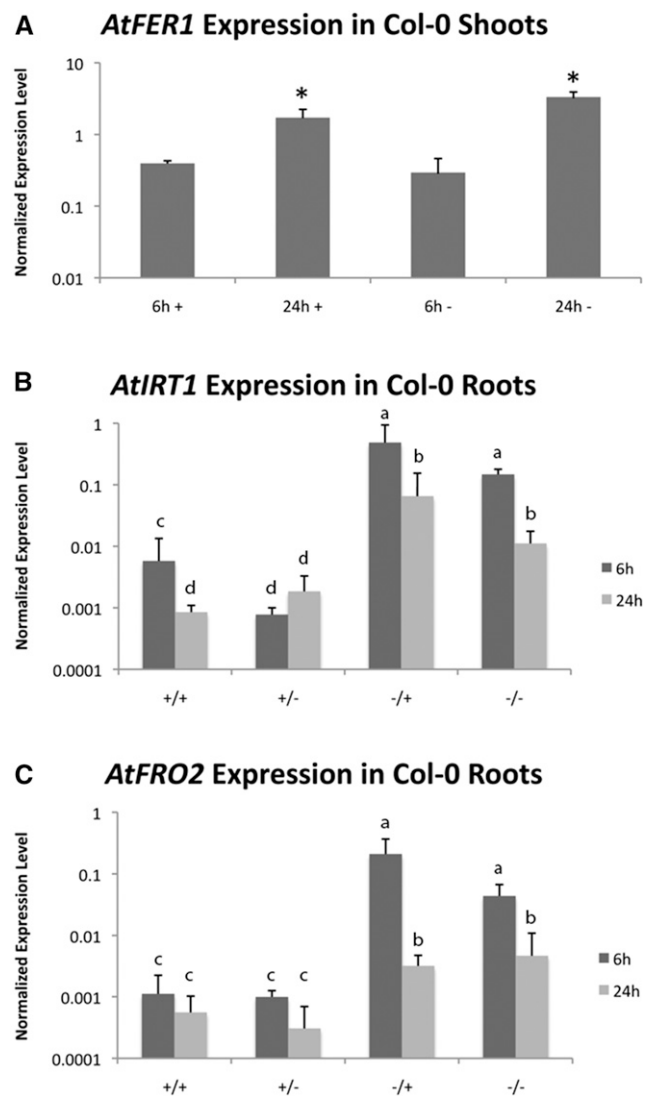 A
AtFER1 Expression in Col-0 Shoots
Normalized Expression Level
10
1
0.1
0.01
*
*
6h +
24h +
6h -
24h -
B
AtIRT1 Expression in Col-0 Roots
Normalized Expression Level
1
0.1
0.01
0.001
0.0001
c
d
d
d
a
b
a
b
+/+
+/-
-/+
-/-
6h
24h
C
AtFRO2 Expression in Col-0 Roots
Normalized Expression Level
1
0.1
0.01
0.001
0.0001
c
c
c
c
a
b
a
b
+/+
+/-
-/+
-/-
6h
24h